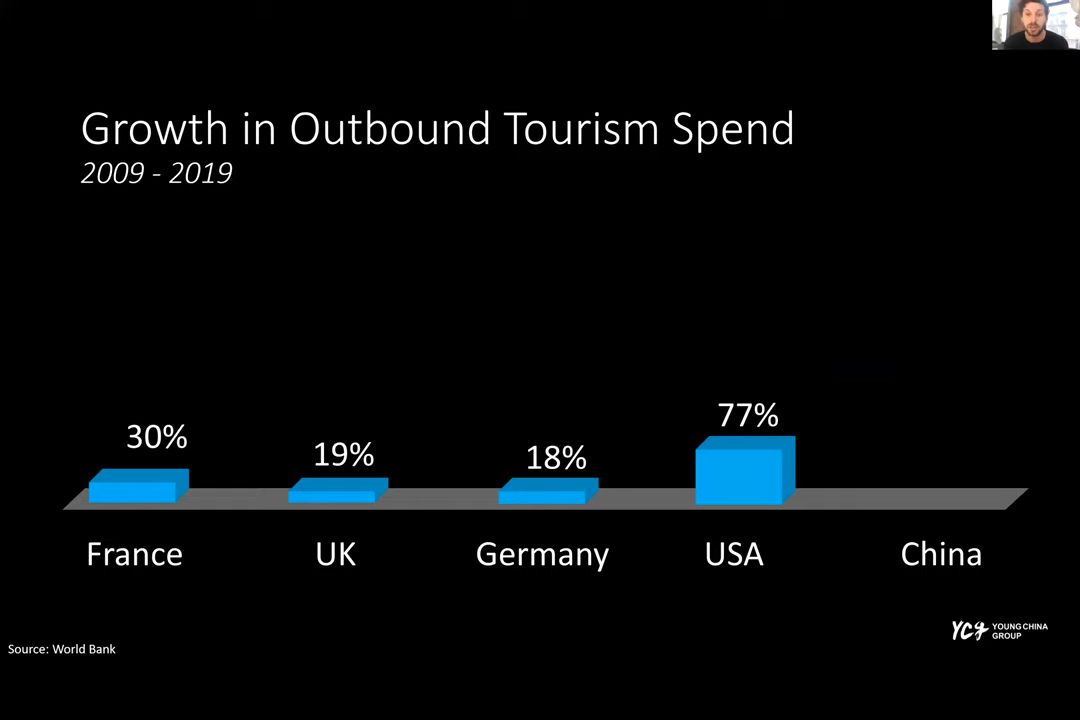 Growth in Outbound Tourism Spend
2009 - 2019
30%
19%
18%
77%
France
UK
Germany
USA
China
YCG YOUNG CHINA
GROUP
Source: World Bank